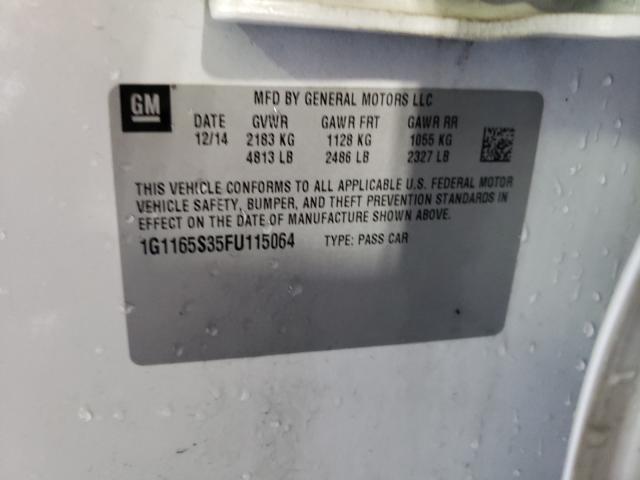 GM
MFD BY GENERAL MOTORS LLC
DATE GVWR GAWR FRT GAWR RR
12/14 2183 KG 1128 KG 1055 KG
4813 LB 2486 LB 2327 LB
THIS VEHICLE CONFORMS TO ALL APPLICABLE U.S. FEDERAL MOTOR
VEHICLE SAFETY, BUMPER, AND THEFT PREVENTION STANDARDS IN
EFFECT ON THE DATE OF MANUFACTURE SHOWN ABOVE.
1G1165S35FU115064 TYPE: PASS CAR